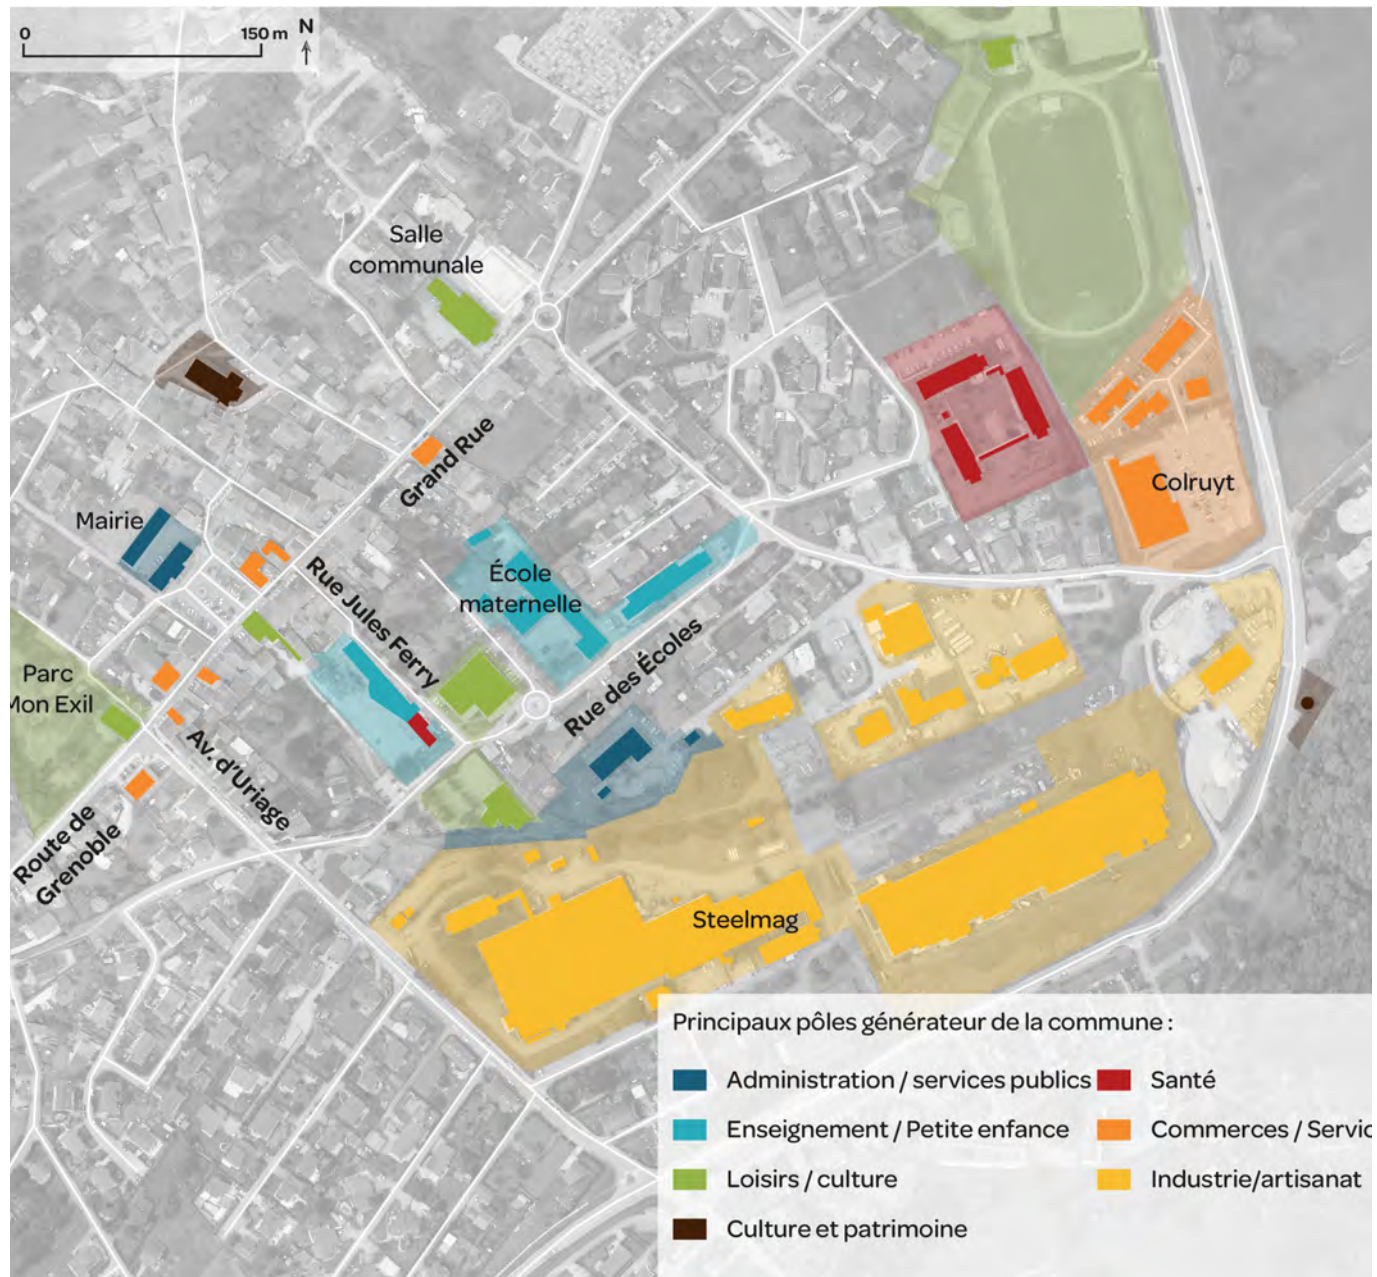 0 150 m N
Salle
communale
Grand Rue
Mairie
Colruyt
École
maternelle
Rue Jules Ferry
Rue des Écoles
Parc
Mon Exil
Av. d'Uriage
Route de
Grenoble
Steelmag
Principaux pôles générateur de la commune :
Administration / services publics
Santé
Enseignement / Petite enfance
Commerces / Servic
Loisirs / culture
Industrie/artisanat
Culture et patrimoine